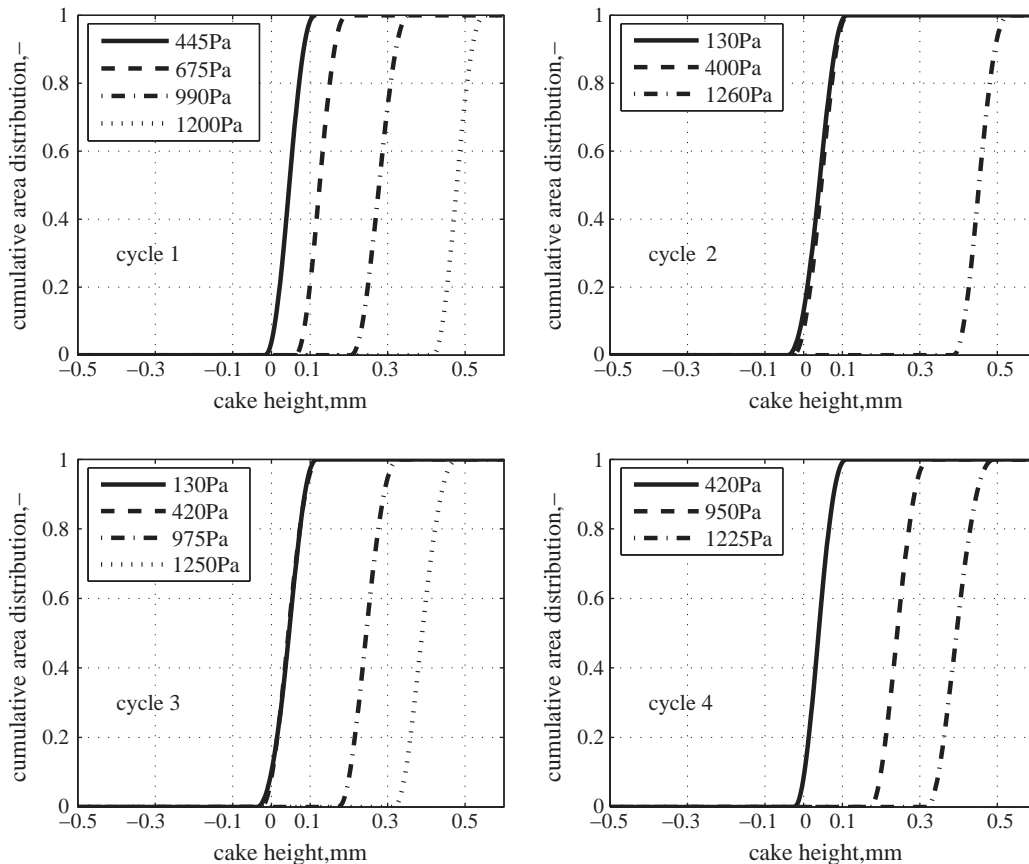 1
0.8
0.6
0.4
0.2
0
cumulative area distribution,–
445Pa
675Pa
990Pa
1200Pa
cycle 1
–0.5 –0.3 –0.1 0 0.1 0.3 0.5
cake height,mm
1
0.8
0.6
0.4
0.2
0
cumulative area distribution,–
130Pa
400Pa
1260Pa
cycle 2
–0.5 –0.3 –0.1 0 0.1 0.3 0.5
cake height,mm
1
0.8
0.6
0.4
0.2
0
cumulative area distribution,–
130Pa
420Pa
975Pa
1250Pa
cycle 3
–0.5 –0.3 –0.1 0 0.1 0.3 0.5
cake height,mm
1
0.8
0.6
0.4
0.2
0
cumulative area distribution,–
420Pa
950Pa
1225Pa
cycle 4
–0.5 –0.3 –0.1 0 0.1 0.3 0.5
cake height,mm